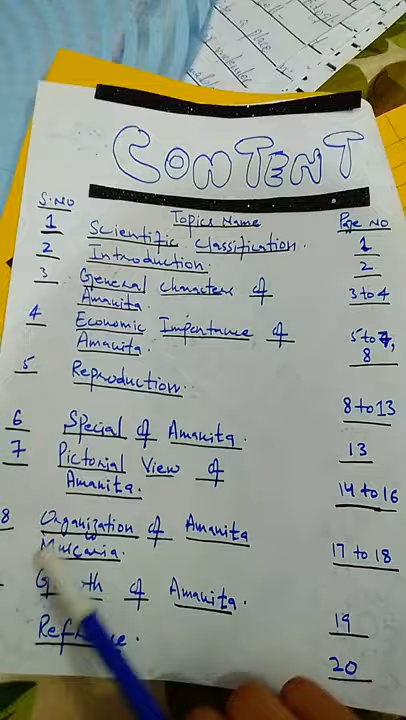 a place
CONTENT
S.NO Topics Name Page NO
1 Scientific Classification. 1
2 Introduction. 2
3 General characters of 3 to 4
Amanita
4 Economic Importance of 5 to 7,
Amanita. 8
5 Reproduction. 8 to 13
6 Special of Amanita. 13
7 Pictorial View of
Amanita. 14 to 16
8 Organization of Amanita
Muscaria. 17 to 18
of Amanita. 19
20